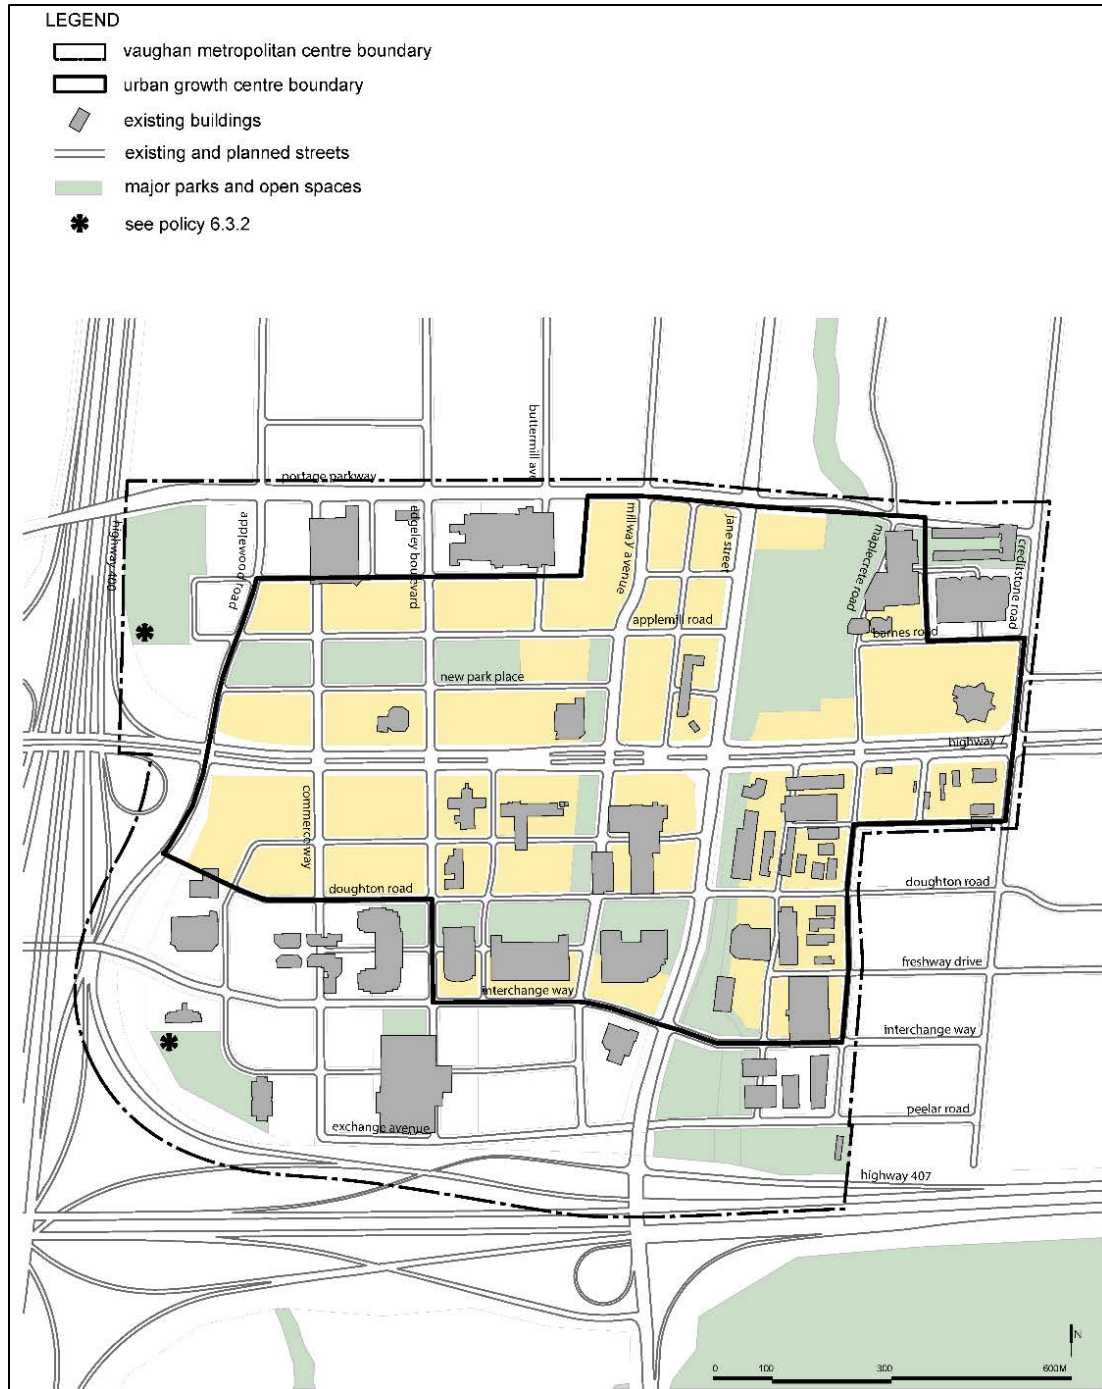 LEGEND
vaughan metropolitan centre boundary
urban growth centre boundary
existing buildings
existing and planned streets
major parks and open spaces
see policy 6.3.2
buttermill ave
portage parkway
highway 400
applewood road
edgeley boulevard
millway avenue
jane street
maplecrete road
creditstone road
applemill road
barnes road
new park place
highway 7
commerce way
doughton road
doughton road
freshway drive
interchange way
interchange way
peelar road
exchange avenue
highway 407
N
0 100 300 600M